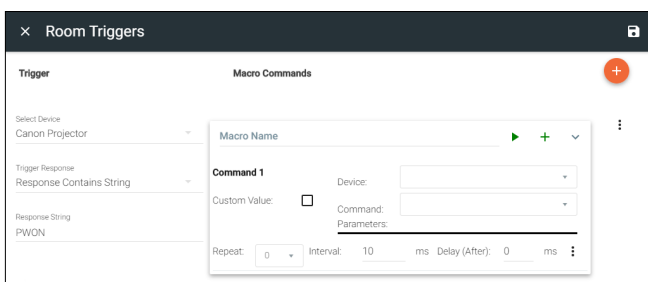 × Room Triggers
Trigger Macro Commands
+
Select Device
Canon Projector
Macro Name
+
Trigger Response
Response Contains String
Command 1
Device:
Custom Value:
Command:
Response String
PWON
Parameters:
Repeat: 0 Interval: 10 ms Delay (After): 0 ms